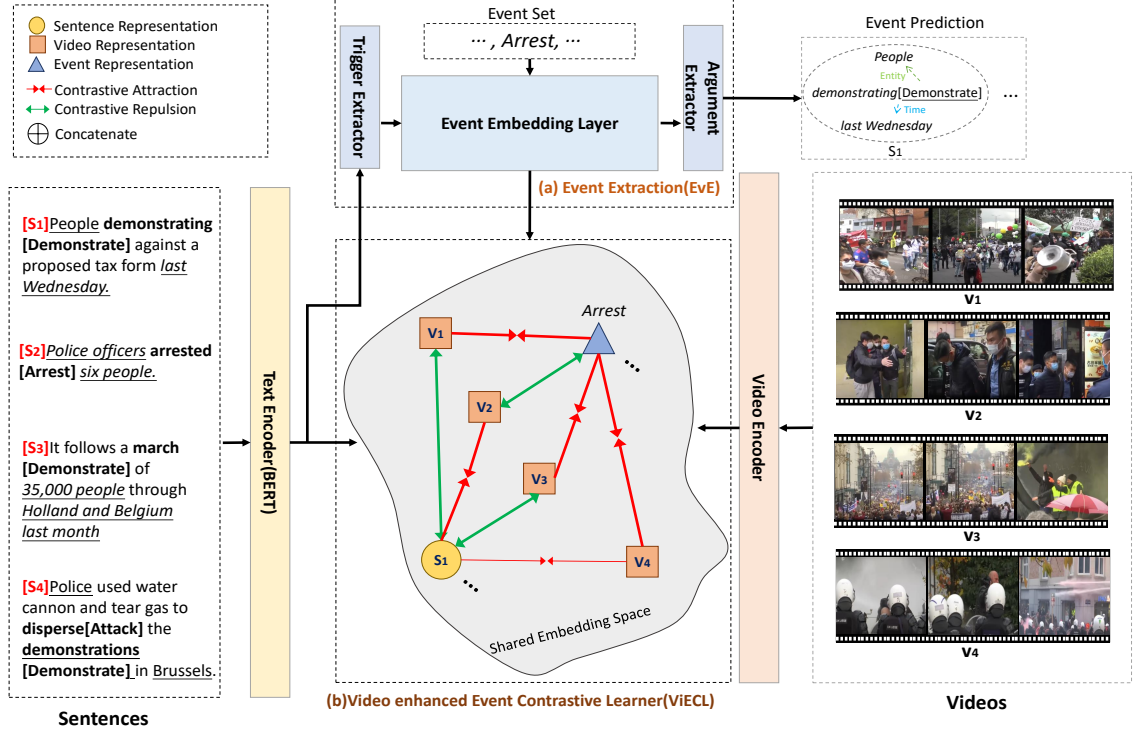 Sentence Representation
Video Representation
Event Representation
Contrastive Attraction
Contrastive Repulsion
Concatenate
Event Set
··· , Arrest, ···
Trigger Extractor
Event Embedding Layer
Argument
Extractor
(a) Event Extraction(EvE)
Event Prediction
People
Entity
demonstrating[Demonstrate]
Time
last Wednesday
S1
...
[S1]People demonstrating
[Demonstrate] against a
proposed tax form last
Wednesday.
[S2]Police officers arrested
[Arrest] six people.
[S3]It follows a march
[Demonstrate] of
35,000 people through
Holland and Belgium
last month
[S4]Police used water
cannon and tear gas to
disperse[Attack] the
demonstrations
[Demonstrate] in Brussels.
Sentences
Text Encoder(BERT)
Arrest
V1
V2
V3
V4
S1
...
...
Shared Embedding Space
(b)Video enhanced Event Contrastive Learner(ViECL)
Video Encoder
V1
V2
V3
V4
Videos